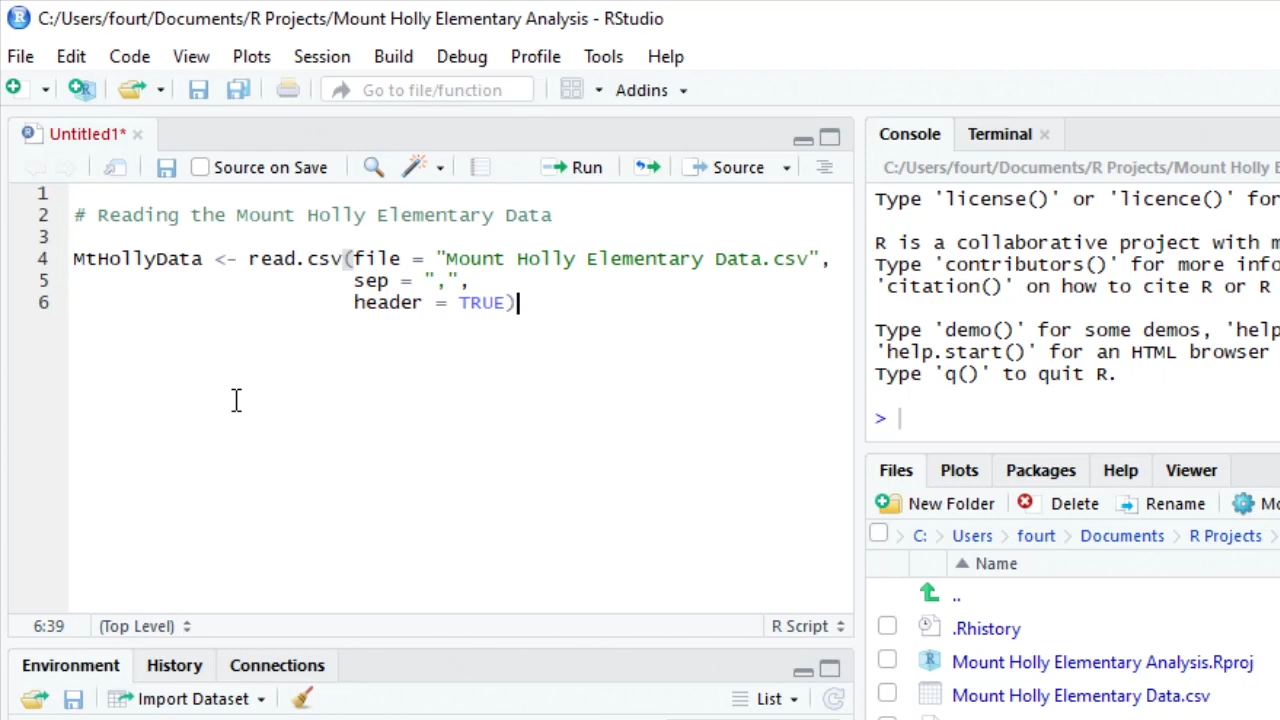 C:/Users/fourt/Documents/R Projects/Mount Holly Elementary Analysis - RStudio
File Edit Code View Plots Session Build Debug Profile Tools Help
Go to file/function Addins
Untitled1*
Source on Save Run Source
1
2 # Reading the Mount Holly Elementary Data
3
4 MtHollyData <- read.csv(file = "Mount Holly Elementary Data.csv",
5 sep = ",",
6 header = TRUE)
6:39 (Top Level) R Script
Environment History Connections
Import Dataset List
Console Terminal
C:/Users/fourt/Documents/R Projects/Mount Holly E
Type 'license()' or 'licence()' for
R is a collaborative project with m
Type 'contributors()' for more info
'citation()' on how to cite R or R
Type 'demo()' for some demos, 'help
'help.start()' for an HTML browser
Type 'q()' to quit R.
>
Files Plots Packages Help Viewer
New Folder Delete Rename Mo
C: Users fourt Documents R Projects
Name
..
.Rhistory
Mount Holly Elementary Analysis.Rproj
Mount Holly Elementary Data.csv